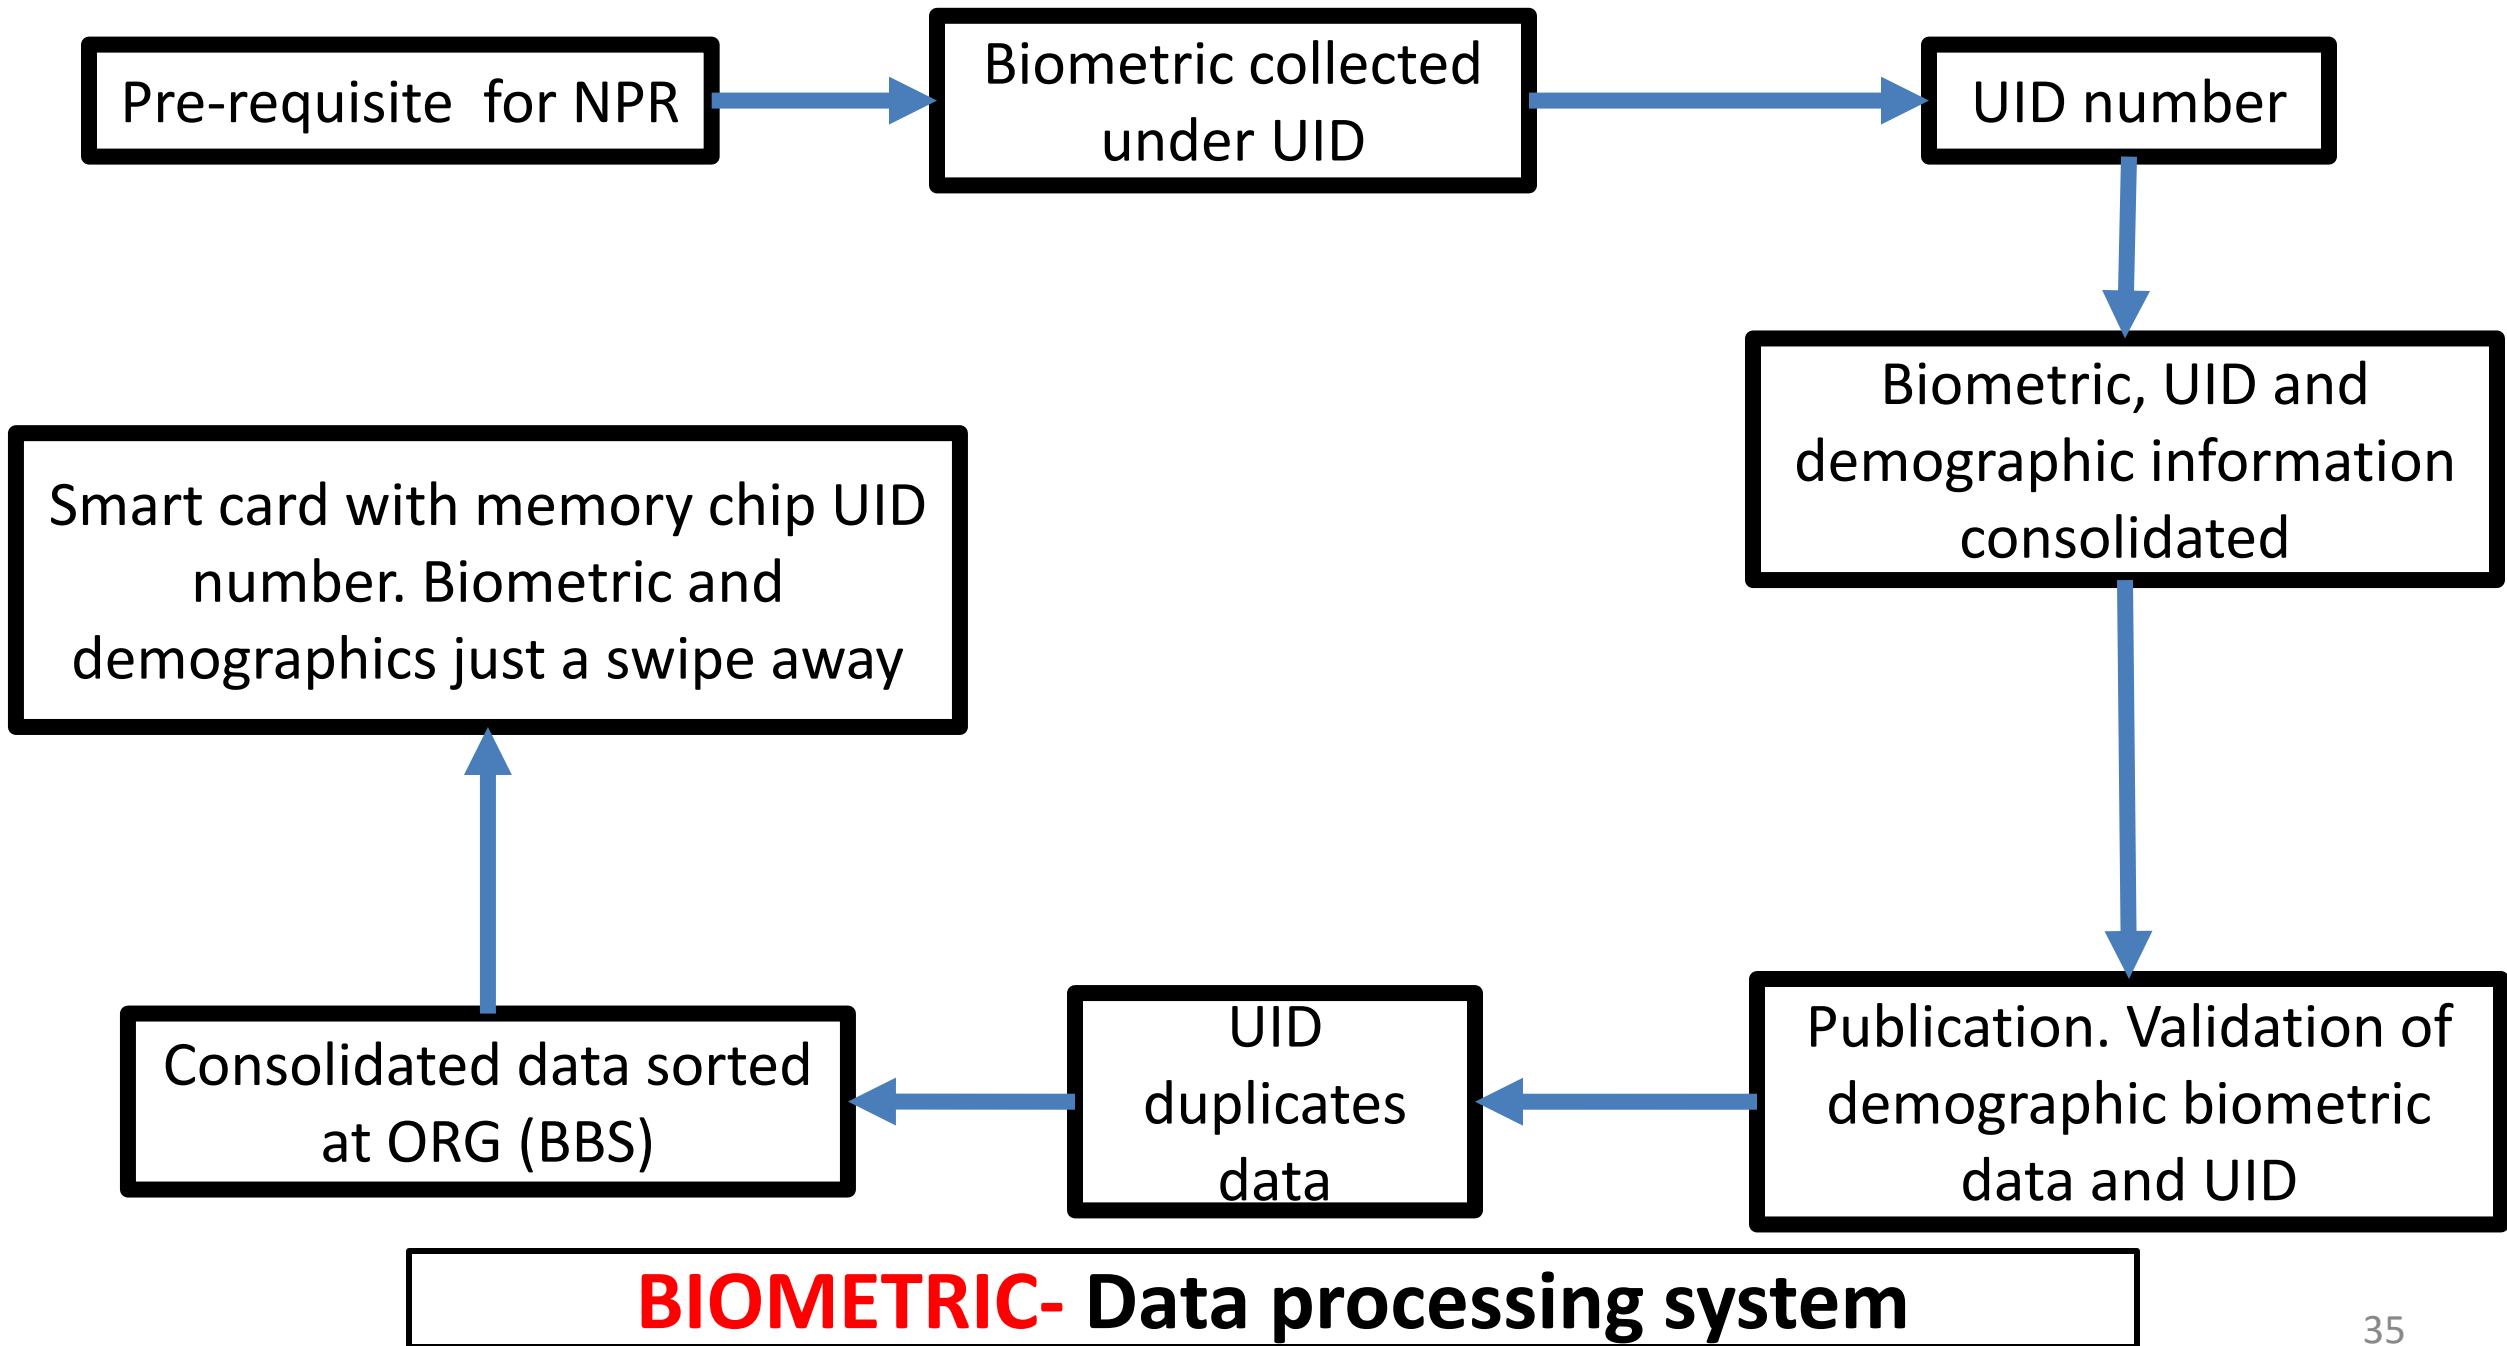 Pre-requisite for NPR
Biometric collected
under UID
UID number
Biometric, UID and
demographic information
consolidated
Smart card with memory chip UID
number. Biometric and
demographics just a swipe away
Consolidated data sorted
at ORG (BBS)
UID
duplicates
data
Publication. Validation of
demographic biometric
data and UID
BIOMETRIC- Data processing system
35